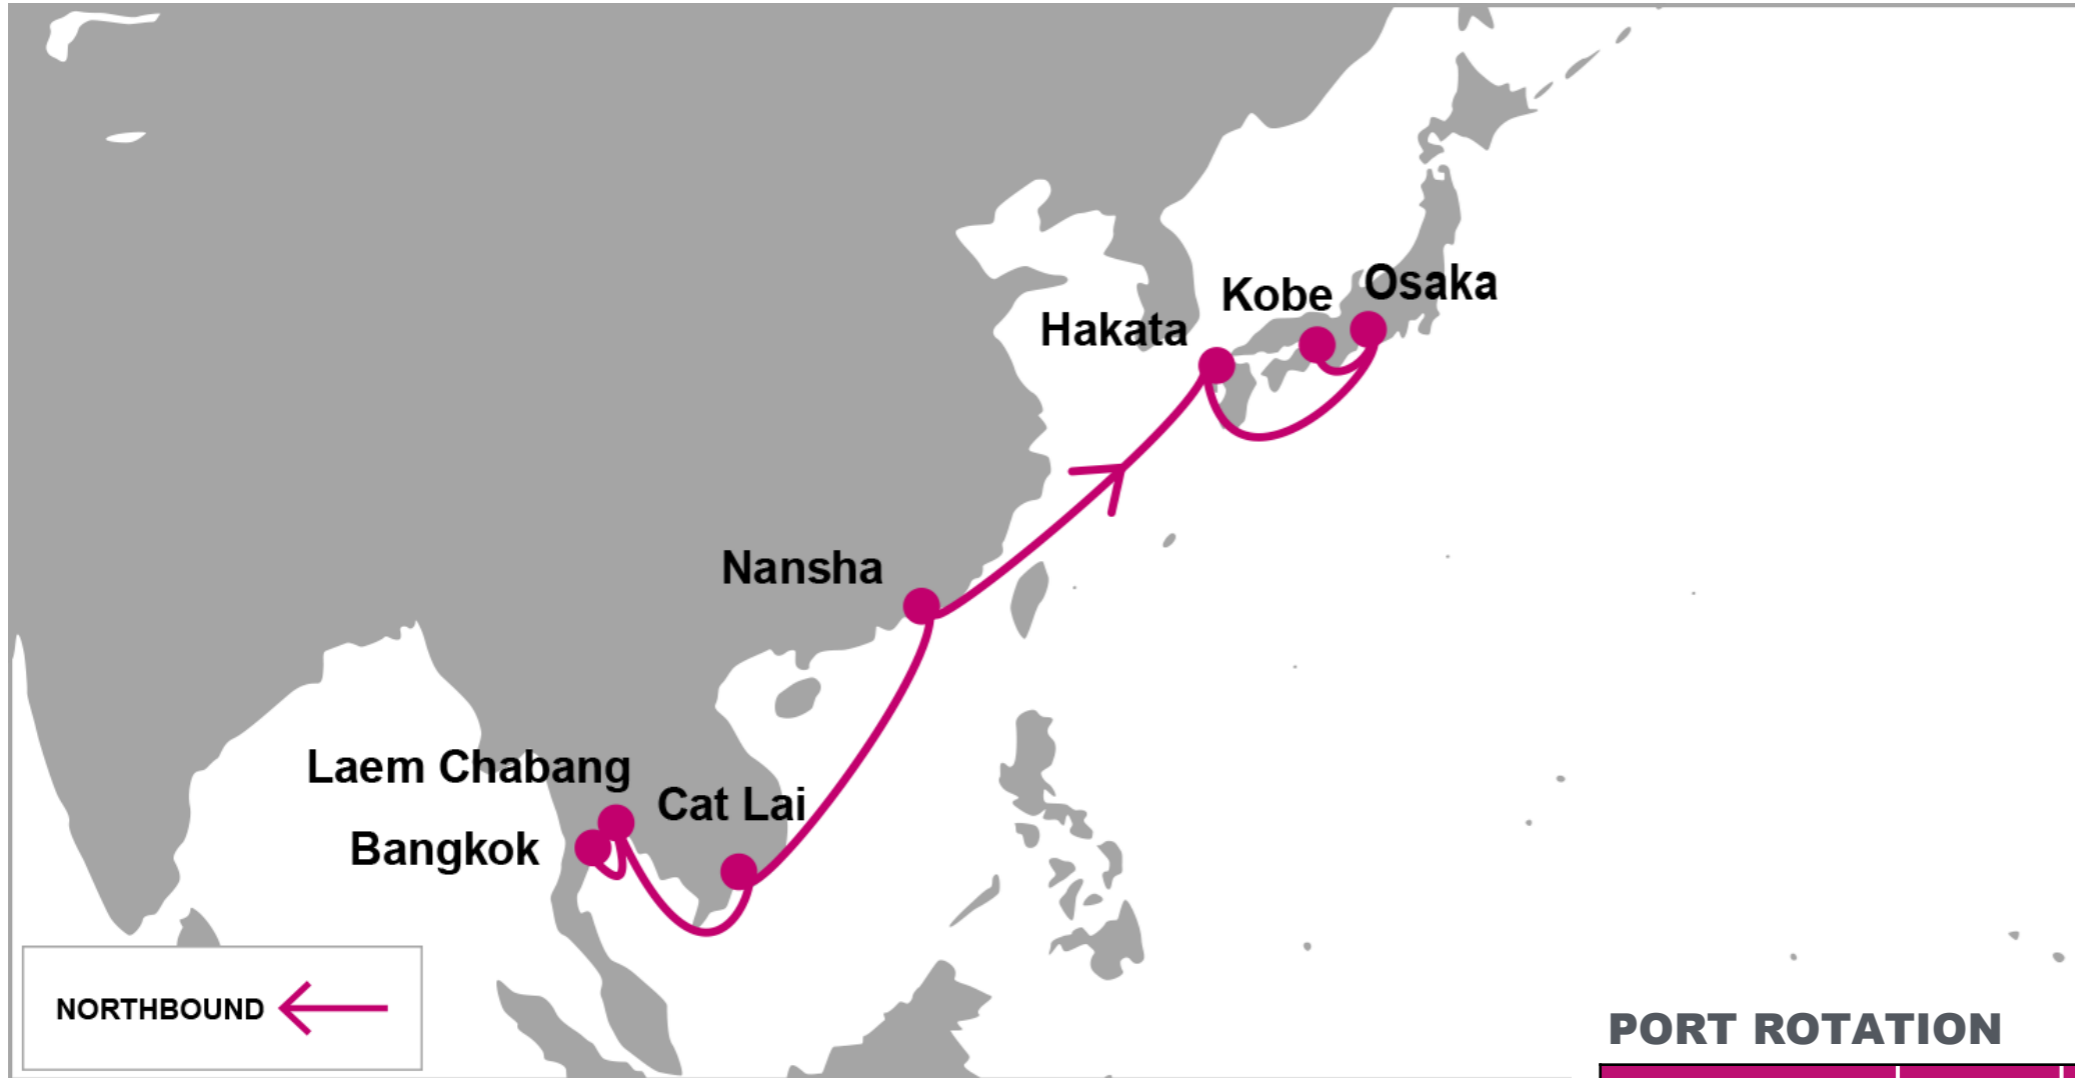 Osaka
Kobe
Hakata
Nansha
Laem Chabang
Cat Lai
Bangkok
NORTHBOUND
PORT ROTATION